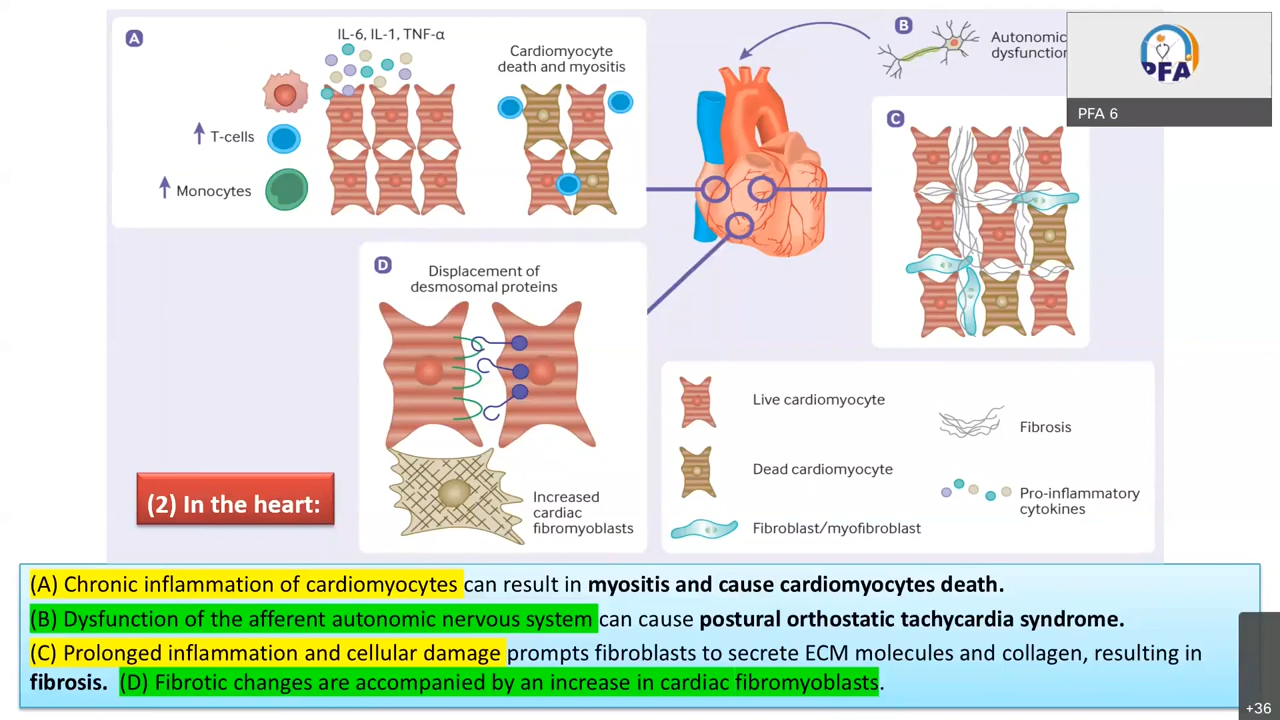 A
IL-6, IL-1, TNF-α
Cardiomyocyte
death and myositis
T-cells
Monocytes
B
Autonomic
dysfunction
PFA
PFA 6
C
D
Displacement of
desmosomal proteins
Increased
cardiac
fibromyoblasts
Live cardiomyocyte
Dead cardiomyocyte
Fibroblast/myofibroblast
Fibrosis
Pro-inflammatory
cytokines
(2) In the heart:
(A) Chronic inflammation of cardiomyocytes can result in myositis and cause cardiomyocytes death.
(B) Dysfunction of the afferent autonomic nervous system can cause postural orthostatic tachycardia syndrome.
(C) Prolonged inflammation and cellular damage prompts fibroblasts to secrete ECM molecules and collagen, resulting in
fibrosis. (D) Fibrotic changes are accompanied by an increase in cardiac fibromyoblasts.
+36